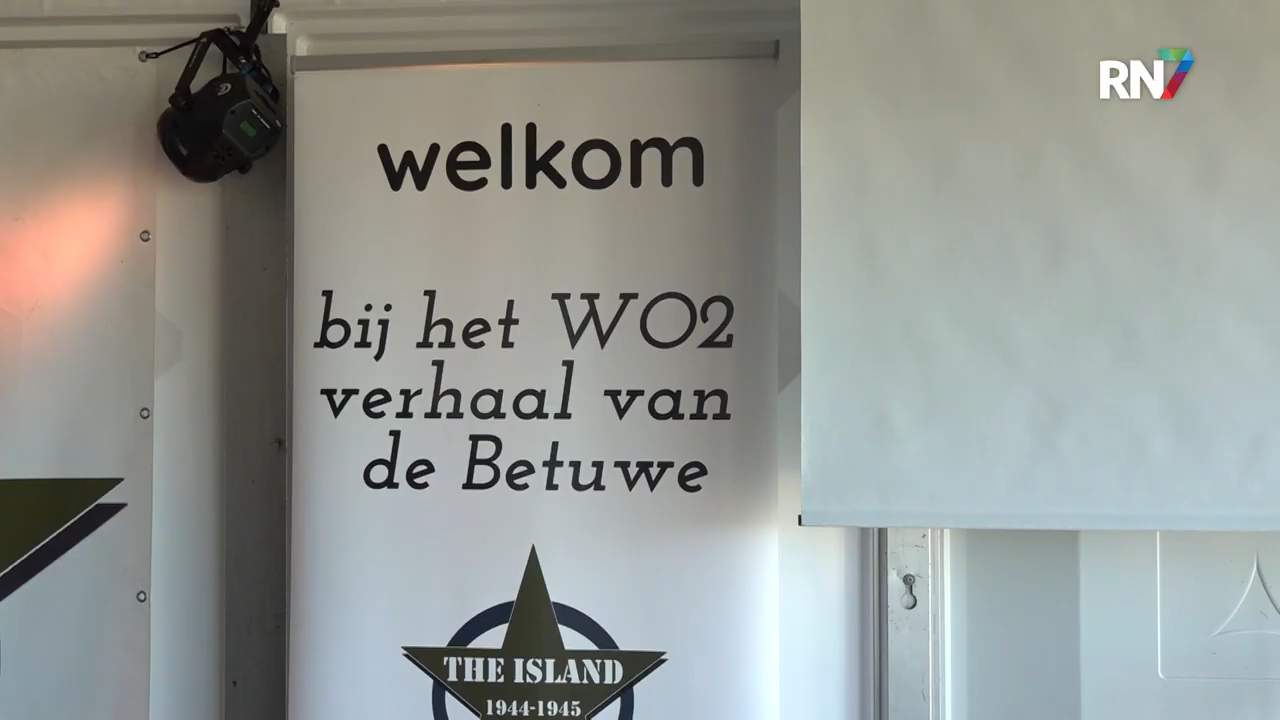 RN7
welkom
bij het WO2
verhaal van
de Betuwe
THE ISLAND
1944-1945